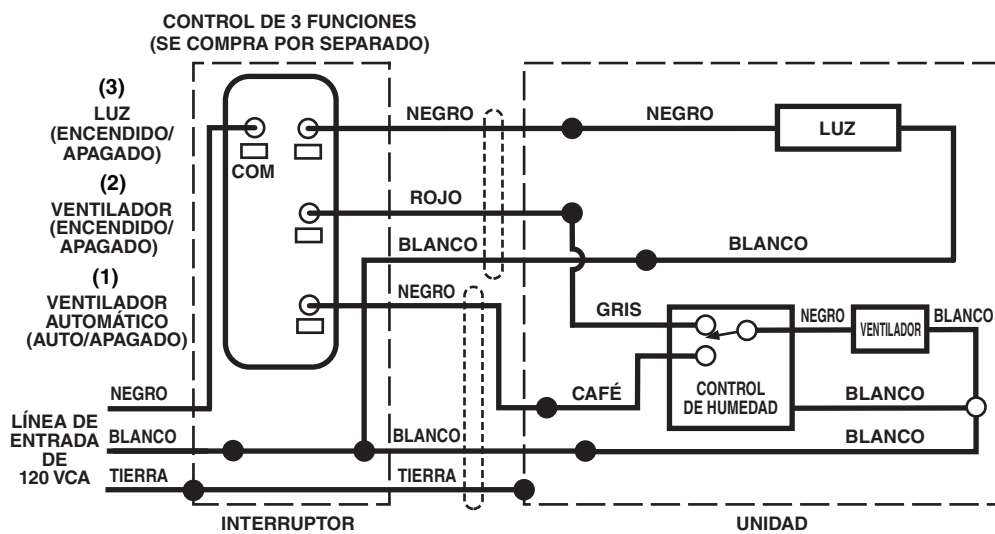 CONTROL DE 3 FUNCIONES
(SE COMPRA POR SEPARADO)
(3)
LUZ
(ENCENDIDO/
APAGADO)
COM
NEGRO
NEGRO
LUZ
(2)
VENTILADOR
(ENCENDIDO/
APAGADO)
ROJO
BLANCO
BLANCO
(1)
VENTILADOR
AUTOMÁTICO
(AUTO/APAGADO)
NEGRO
GRIS
NEGRO
VENTILADOR
BLANCO
CAFÉ
CONTROL
DE HUMEDAD
BLANCO
NEGRO
LÍNEA DE
ENTRADA
DE
120 VCA
BLANCO
BLANCO
BLANCO
TIERRA
TIERRA
INTERRUPTOR
UNIDAD